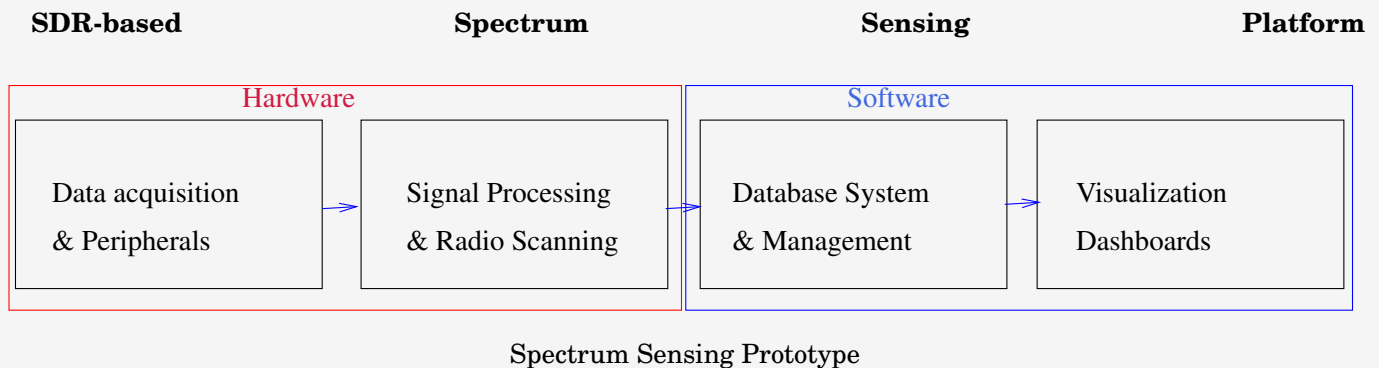 SDR-based Spectrum Sensing Platform
Hardware
Software
Data acquisition
& Peripherals
Signal Processing
& Radio Scanning
Database System
& Management
Visualization
Dashboards
Spectrum Sensing Prototype